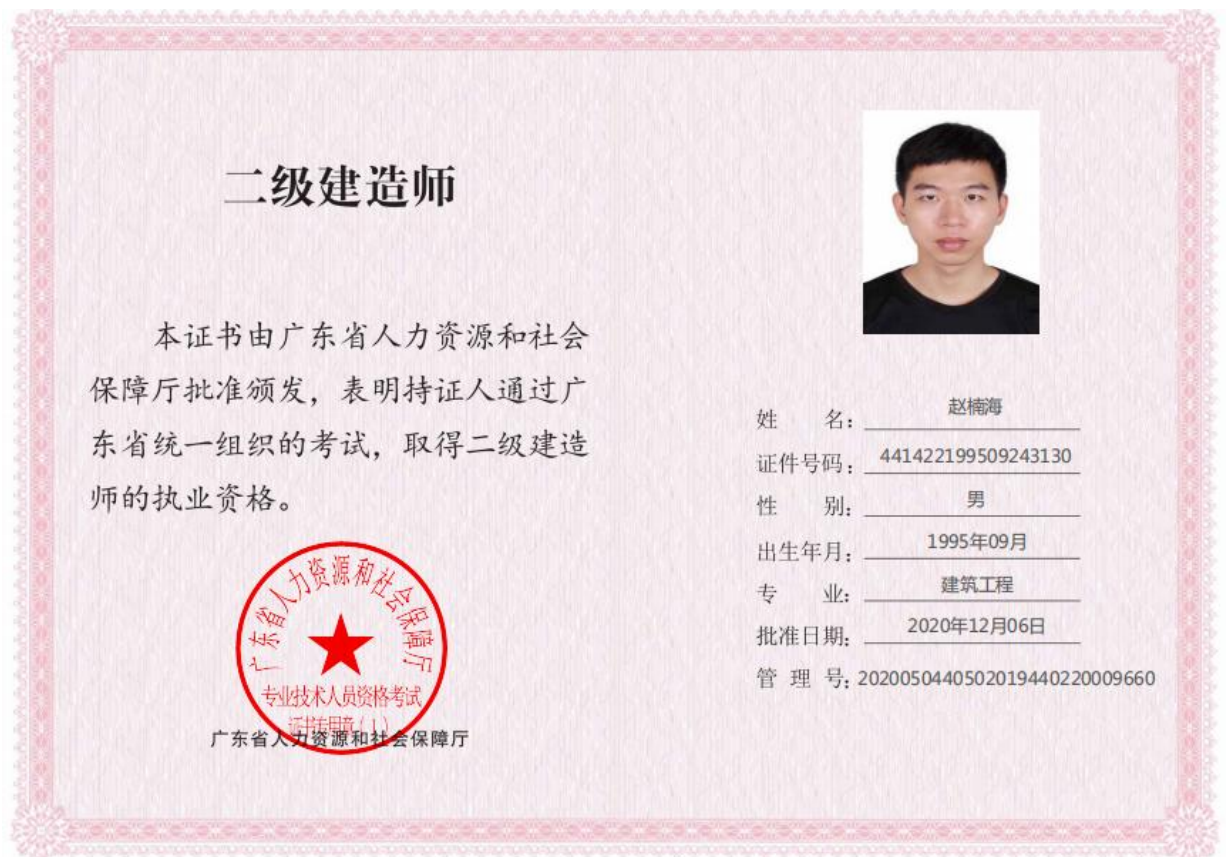 二级建造师
本证书由广东省人力资源和社会
保障厅批准颁发，表明持证人通过广
东省统一组织的考试，取得二级建造
师的执业资格。
广东省人力资源和社会保障厅
专业技术人员资格考试
证书专用章（1）
广东省人力资源和社会保障厅
姓 名：赵楠海
证件号码：441422199509243130
性 别：男
出生年月：1995年09月
专 业：建筑工程
批准日期：2020年12月06日
管 理 号：2020050440502019440220009660